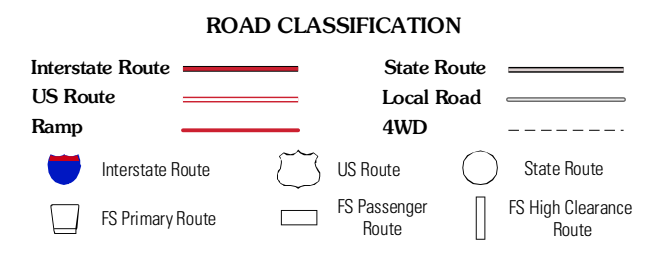 ROAD CLASSIFICATION
Interstate Route
State Route
US Route
Local Road
Ramp
4WD
Interstate Route
US Route
State Route
FS Primary Route
FS Passenger
Route
FS High Clearance
Route